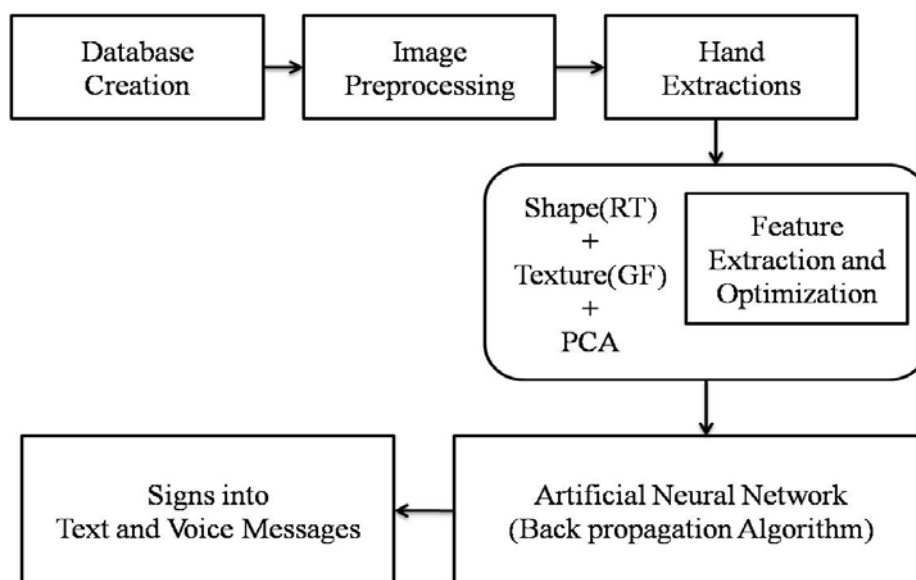 Database
Creation
Image
Preprocessing
Hand
Extractions
Shape(RT)
+
Texture(GF)
+
PCA
Feature
Extraction and
Optimization
Artificial Neural Network
(Back propagation Algorithm)
Signs into
Text and Voice Messages